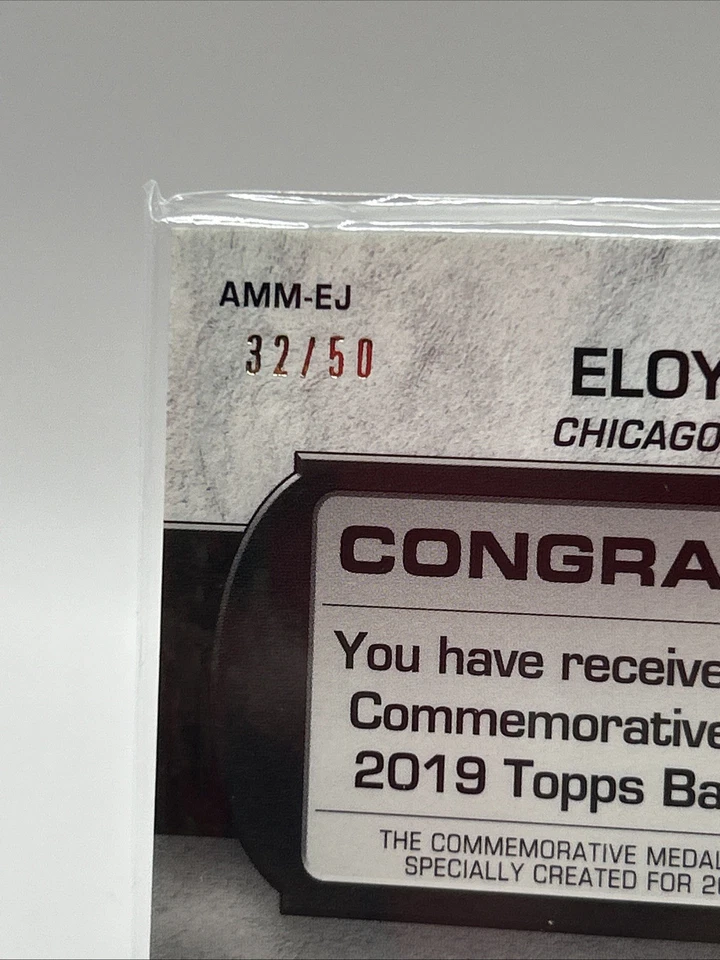 AMM-EJ
32/50
ELOY
CHICAGO
CONGRA
You have receive
Commemorative
2019 Topps Ba
THE COMMEMORATIVE MEDAL
SPECIALLY CREATED FOR 20